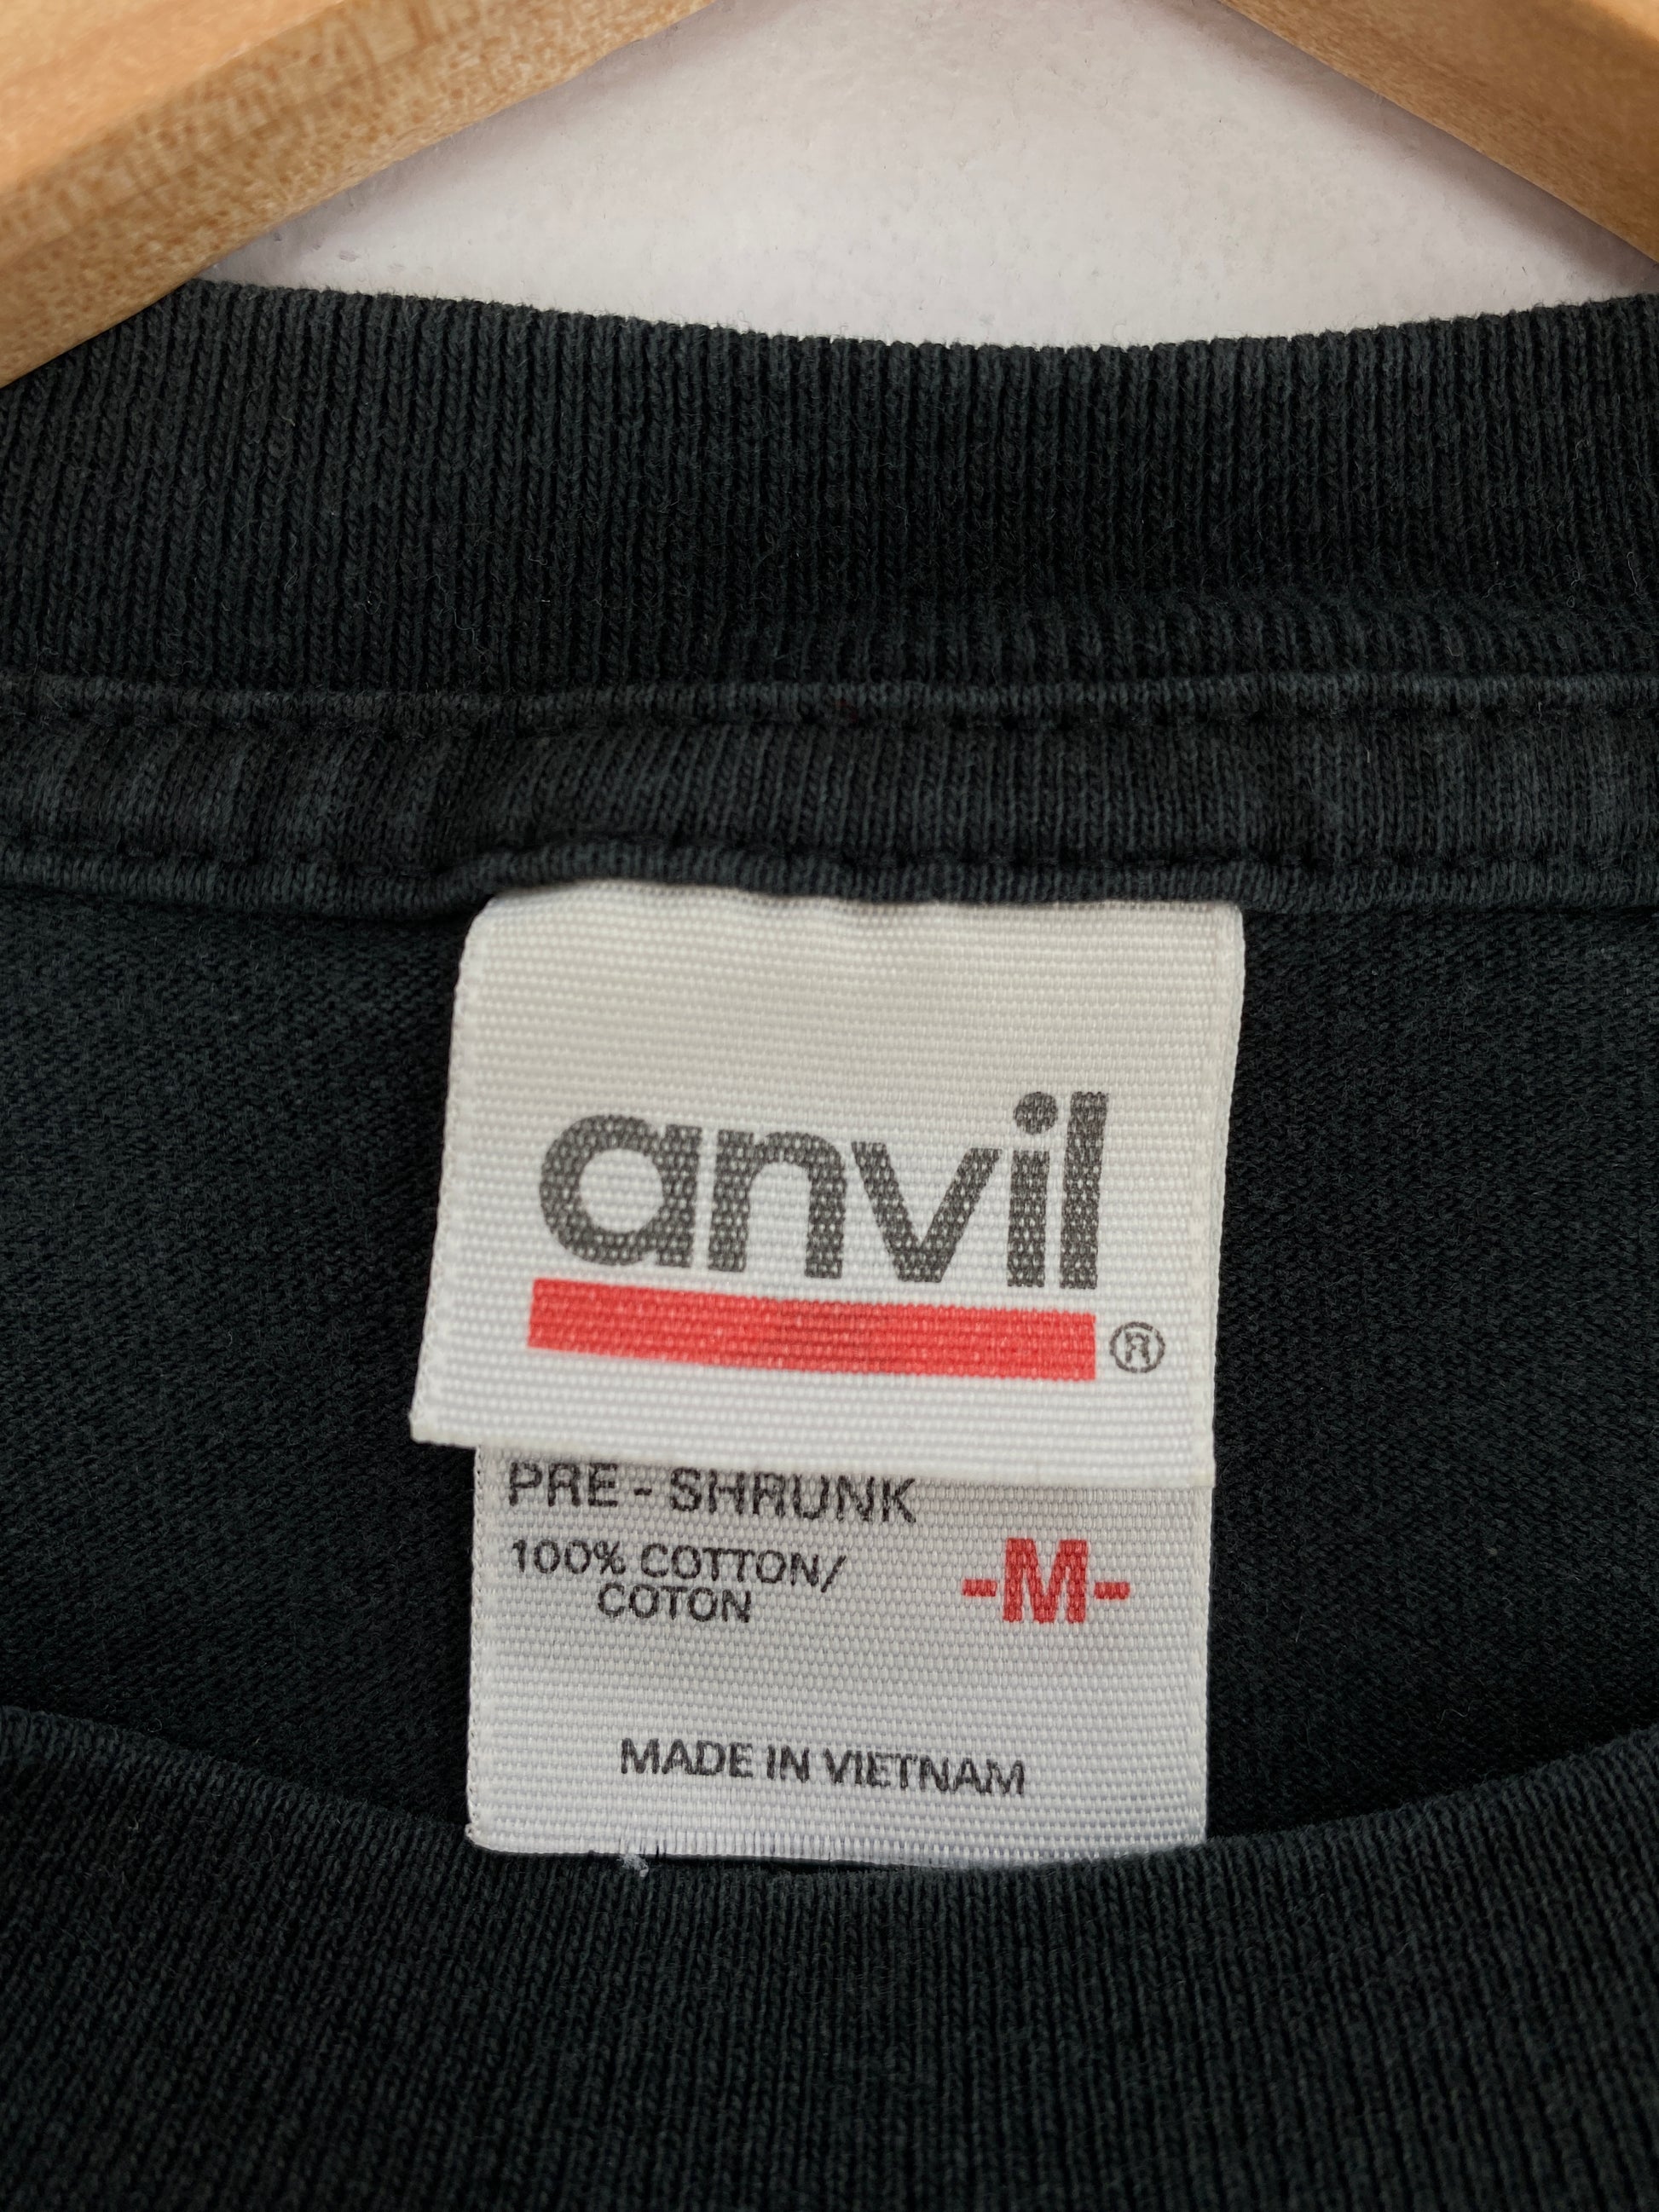 anvil
®
PRE - SHRUNK
100% COTTON/
COTON
-M-
MADE IN VIETNAM